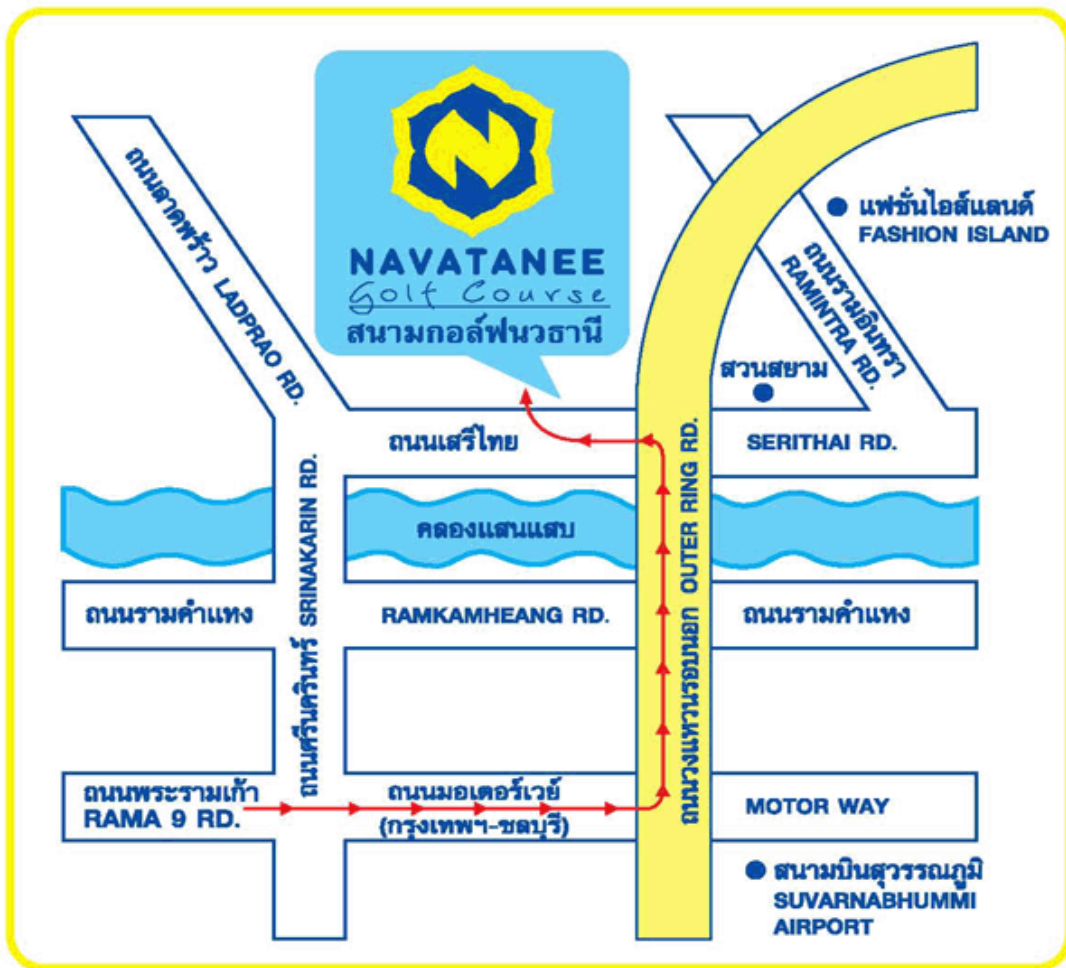 NAVATANEE
Golf Course
สนามกอล์ฟนวธานี
ถนนลาดพร้าว LADPRAO RD.
แฟชั่นไอส์แลนด์
FASHION ISLAND
ถนนรามอินทรา
RAMINTRA RD.
สวนสยาม
ถนนเสรีไทย
SERITHAI RD.
คลองแสนแสบ
ถนนศรีนครินทร์ SRINAKARIN RD.
ถนนวงแหวนรอบนอก OUTER RING RD.
ถนนรามคำแหง
RAMKAMHEANG RD.
ถนนรามคำแหง
ถนนพระรามเก้า
RAMA 9 RD.
ถนนมอเตอร์เวย์
(กรุงเทพฯ-ชลบุรี)
MOTOR WAY
สนามบินสุวรรณภูมิ
SUVARNABHUMMI
AIRPORT